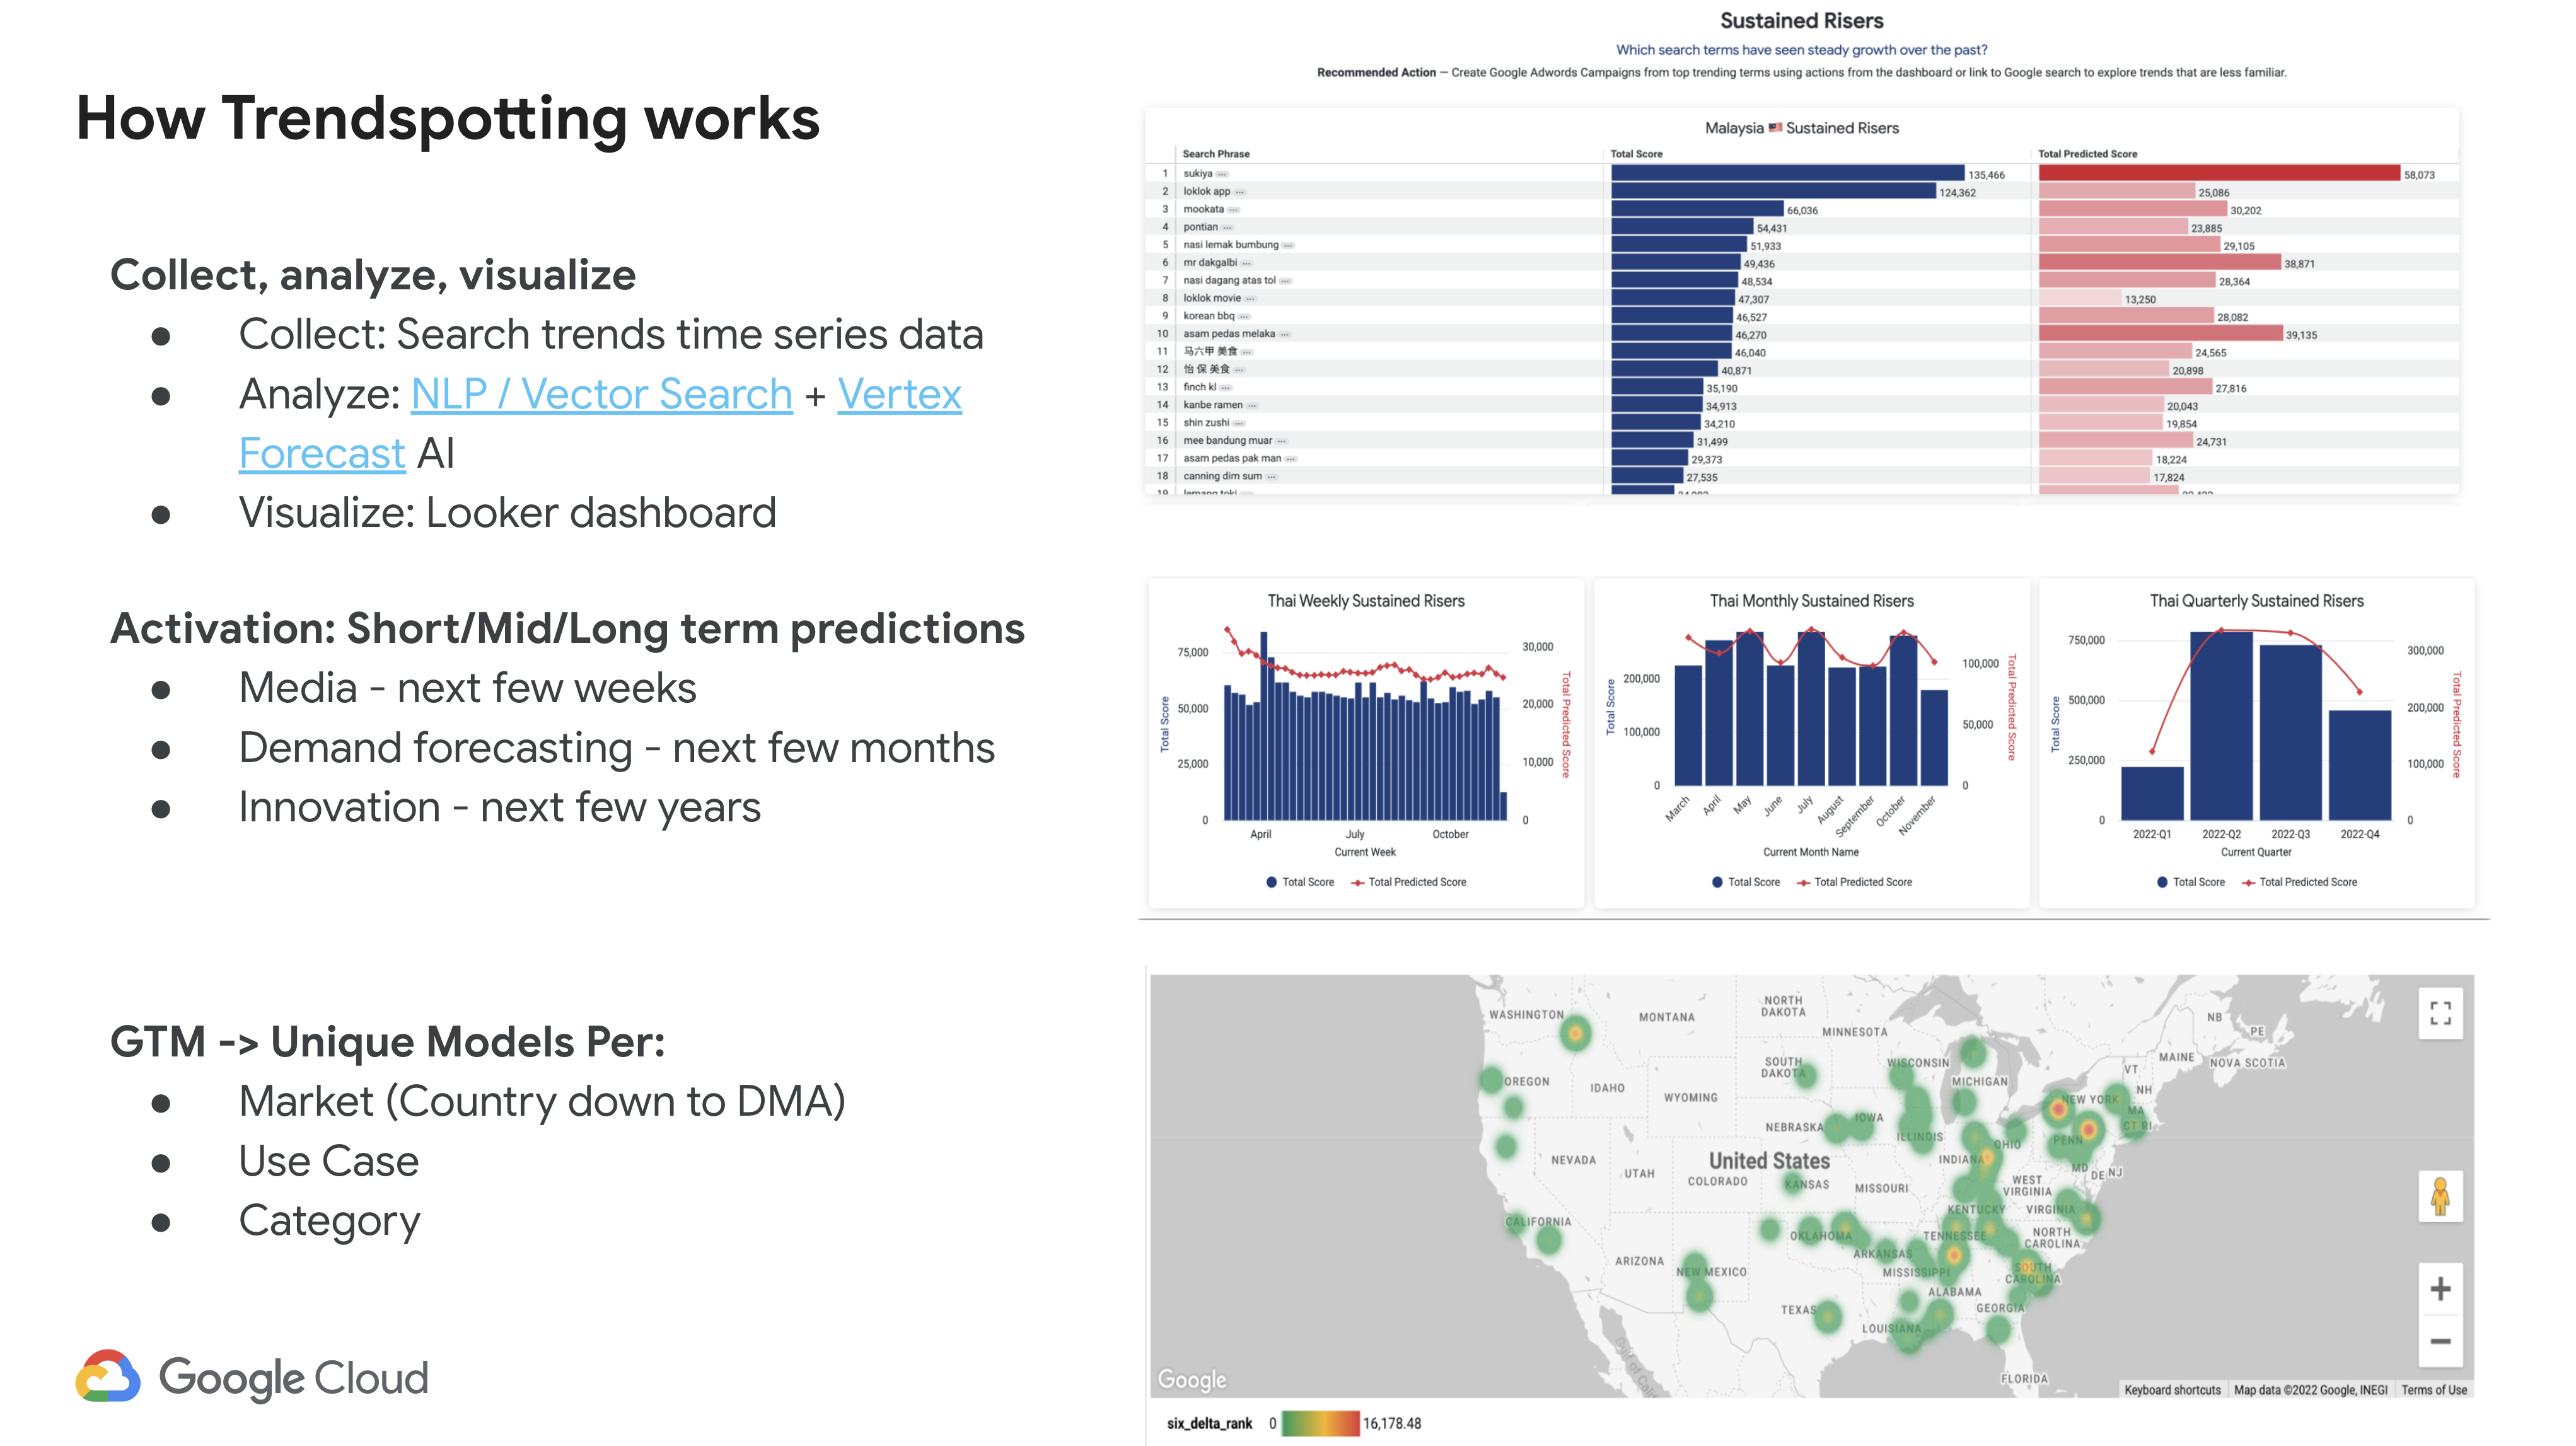 How Trendspotting works
Collect, analyze, visualize
● Collect: Search trends time series data
● Analyze: NLP / Vector Search + Vertex
Forecast AI
● Visualize: Looker dashboard
Activation: Short/Mid/Long term predictions
● Media - next few weeks
● Demand forecasting - next few months
● Innovation - next few years
GTM -> Unique Models Per:
● Market (Country down to DMA)
● Use Case
● Category
Google Cloud
Sustained Risers
Which search terms have seen steady growth over the past?
Recommended Action — Create Google Adwords Campaigns from top trending terms using actions from the dashboard or link to Google search to explore trends that are less familiar.
Malaysia 🇲🇾 Sustained Risers
Search Phrase Total Score Total Predicted Score
1 sukiya ... 135,466 58,073
2 loklok app ... 124,362 25,086
3 mookata ... 66,036 30,202
4 pontian ... 54,431 23,885
5 nasi lemak bumbung ... 51,933 29,105
6 mr dakgalbi ... 49,436 38,871
7 nasi dagang atas tol ... 48,534 28,364
8 loklok movie ... 47,307 13,250
9 korean bbq ... 46,527 28,082
10 asam pedas melaka ... 46,270 39,135
11 马六甲 美食 ... 46,040 24,565
12 怡 保 美食 ... 40,871 20,898
13 finch kl ... 35,190 27,816
14 kanbe ramen ... 34,913 20,043
15 shin zushi ... 34,210 19,854
16 mee bandung muar ... 31,499 24,731
17 asam pedas pak man ... 29,373 18,224
18 canning dim sum ... 27,535 17,824
19 lemang toki ...
Thai Weekly Sustained Risers
Total Score
75,000
50,000
25,000
0
30,000
20,000
10,000
0
Total Predicted Score
April July October
Current Week
Total Score Total Predicted Score
Thai Monthly Sustained Risers
Total Score
200,000
100,000
0
100,000
50,000
0
Total Predicted Score
March April May June July August September October November
Current Month Name
Total Score Total Predicted Score
Thai Quarterly Sustained Risers
Total Score
750,000
500,000
250,000
0
300,000
200,000
100,000
0
Total Predicted Score
2022-Q1 2022-Q2 2022-Q3 2022-Q4
Current Quarter
Total Score Total Predicted Score
WASHINGTON
MONTANA
NORTH
DAKOTA
MINNESOTA
NB
PE
MAINE
NOVA SCOTIA
OREGON
IDAHO
SOUTH
DAKOTA
WISCONSIN
MICHIGAN
VT
NH
WYOMING
NEW YORK
MA
CT RI
NEBRASKA
IOWA
ILLINOIS
OHIO
PENN
NEVADA
UTAH
United States
COLORADO
KANSAS
MISSOURI
INDIANA
MD
DE NJ
WEST
VIRGINIA
KENTUCKY
VIRGINIA
CALIFORNIA
OKLAHOMA
TENNESSEE
NORTH
CAROLINA
ARIZONA
NEW MEXICO
ARKANSAS
MISSISSIPPI
SOUTH
CAROLINA
ALABAMA
GEORGIA
TEXAS
LOUISIANA
Gulf of
FLORIDA
Google
Keyboard shortcuts Map data ©2022 Google, INEGI Terms of Use
six_delta_rank 0 16,178.48